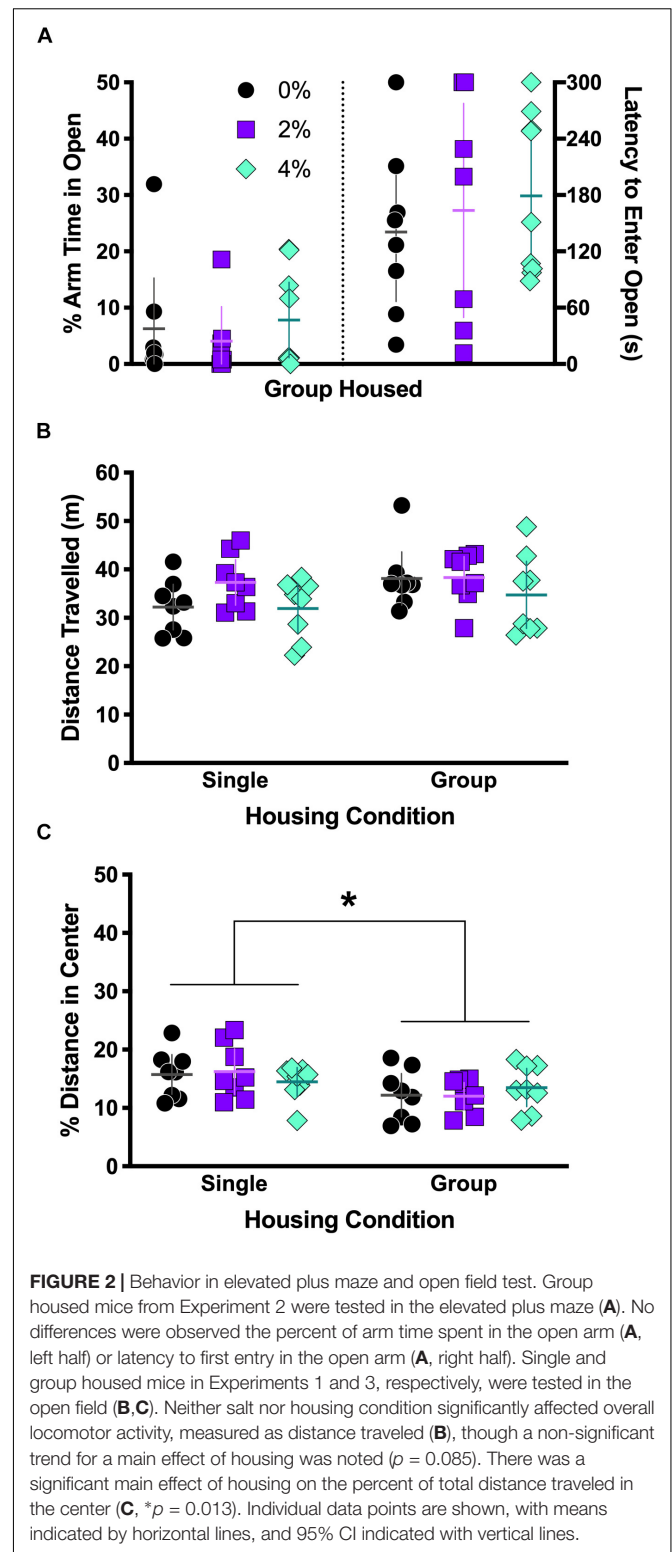 A
50
40
30
20
10
0
% Arm Time in Open
0%
2%
4%
300
240
180
120
60
0
Latency to Enter Open (s)
Group Housed
B
60
50
40
30
20
10
0
Distance Travelled (m)
Single
Group
Housing Condition
C
50
40
30
20
10
0
% Distance in Center
*
Single
Group
Housing Condition
FIGURE 2 | Behavior in elevated plus maze and open field test. Group
housed mice from Experiment 2 were tested in the elevated plus maze (A). No
differences were observed the percent of arm time spent in the open arm (A,
left half) or latency to first entry in the open arm (A, right half). Single and
group housed mice in Experiments 1 and 3, respectively, were tested in the
open field (B,C). Neither salt nor housing condition significantly affected overall
locomotor activity, measured as distance traveled (B), though a non-significant
trend for a main effect of housing was noted (p = 0.085). There was a
significant main effect of housing on the percent of total distance traveled in
the center (C, *p = 0.013). Individual data points are shown, with means
indicated by horizontal lines, and 95% CI indicated with vertical lines.